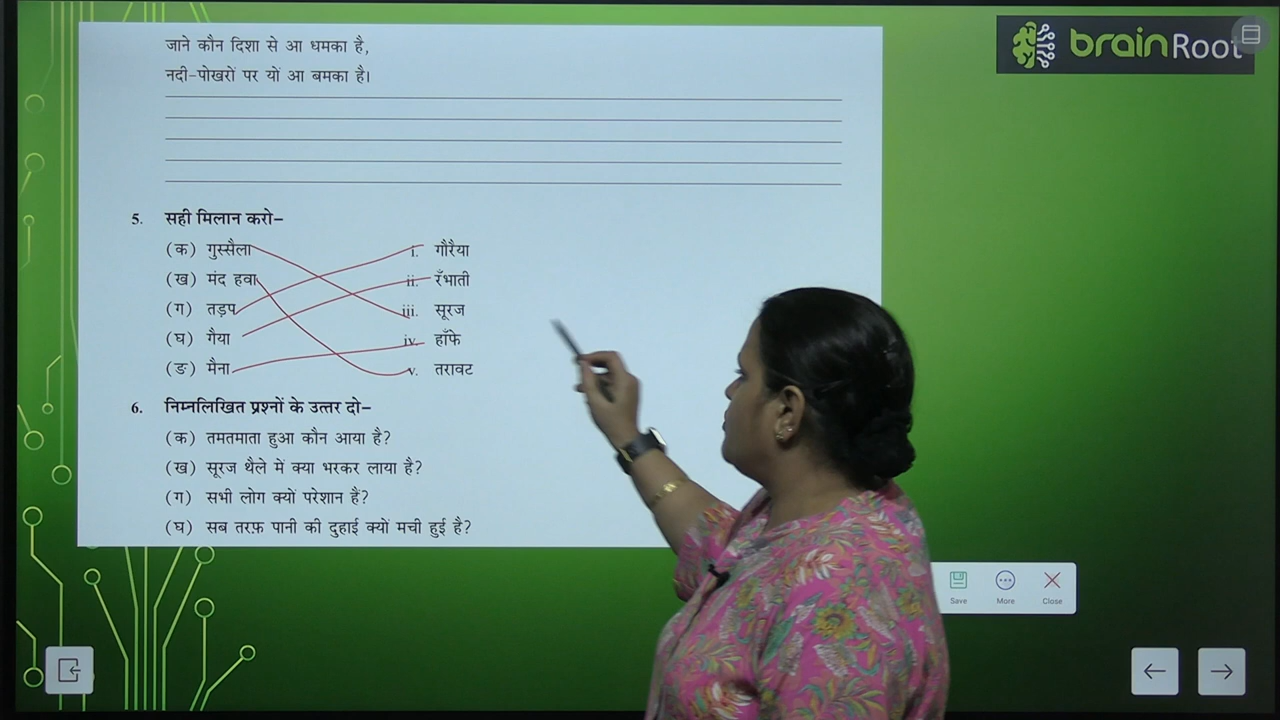 जाने कौन दिशा से आ धमका है,
नदी-पोखरों पर यों आ बमका है।
brainRoot
5. सही मिलान करो-
(क) गुस्सैला i. गौरैया
(ख) मंद हवा ii. रँभाती
(ग) तड़प iii. सूरज
(घ) गैया iv. हाँफे
(ङ) मैना v. तरावट
6. निम्नलिखित प्रश्नों के उत्तर दो-
(क) तमतमाता हुआ कौन आया है?
(ख) सूरज थैले में क्या भरकर लाया है?
(ग) सभी लोग क्यों परेशान हैं?
(घ) सब तरफ़ पानी की दुहाई क्यों मची हुई है?
Save More Close